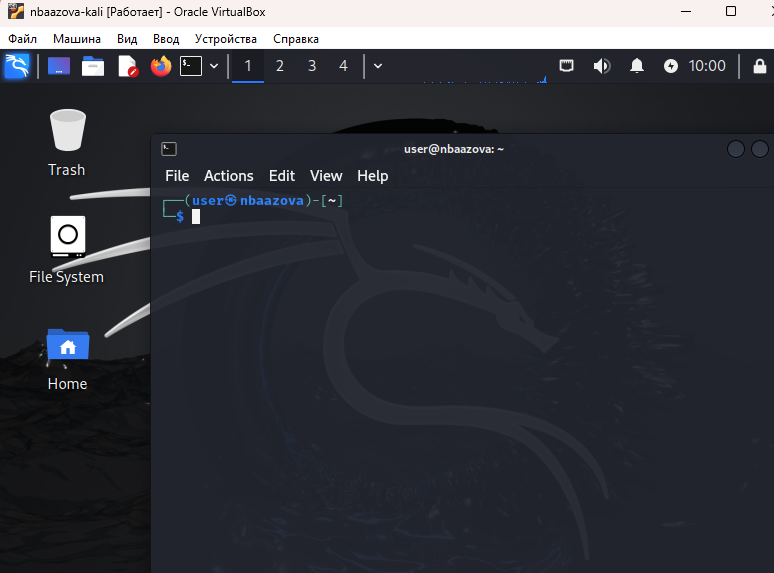 nbaazova-kali [Работает] - Oracle VirtualBox
Файл Машина Вид Ввод Устройства Справка
1 2 3 4 10:00
Trash
File System
Home
user@nbaazova: ~
File Actions Edit View Help
┌──(user㉿nbaazova)-[~]
└─$